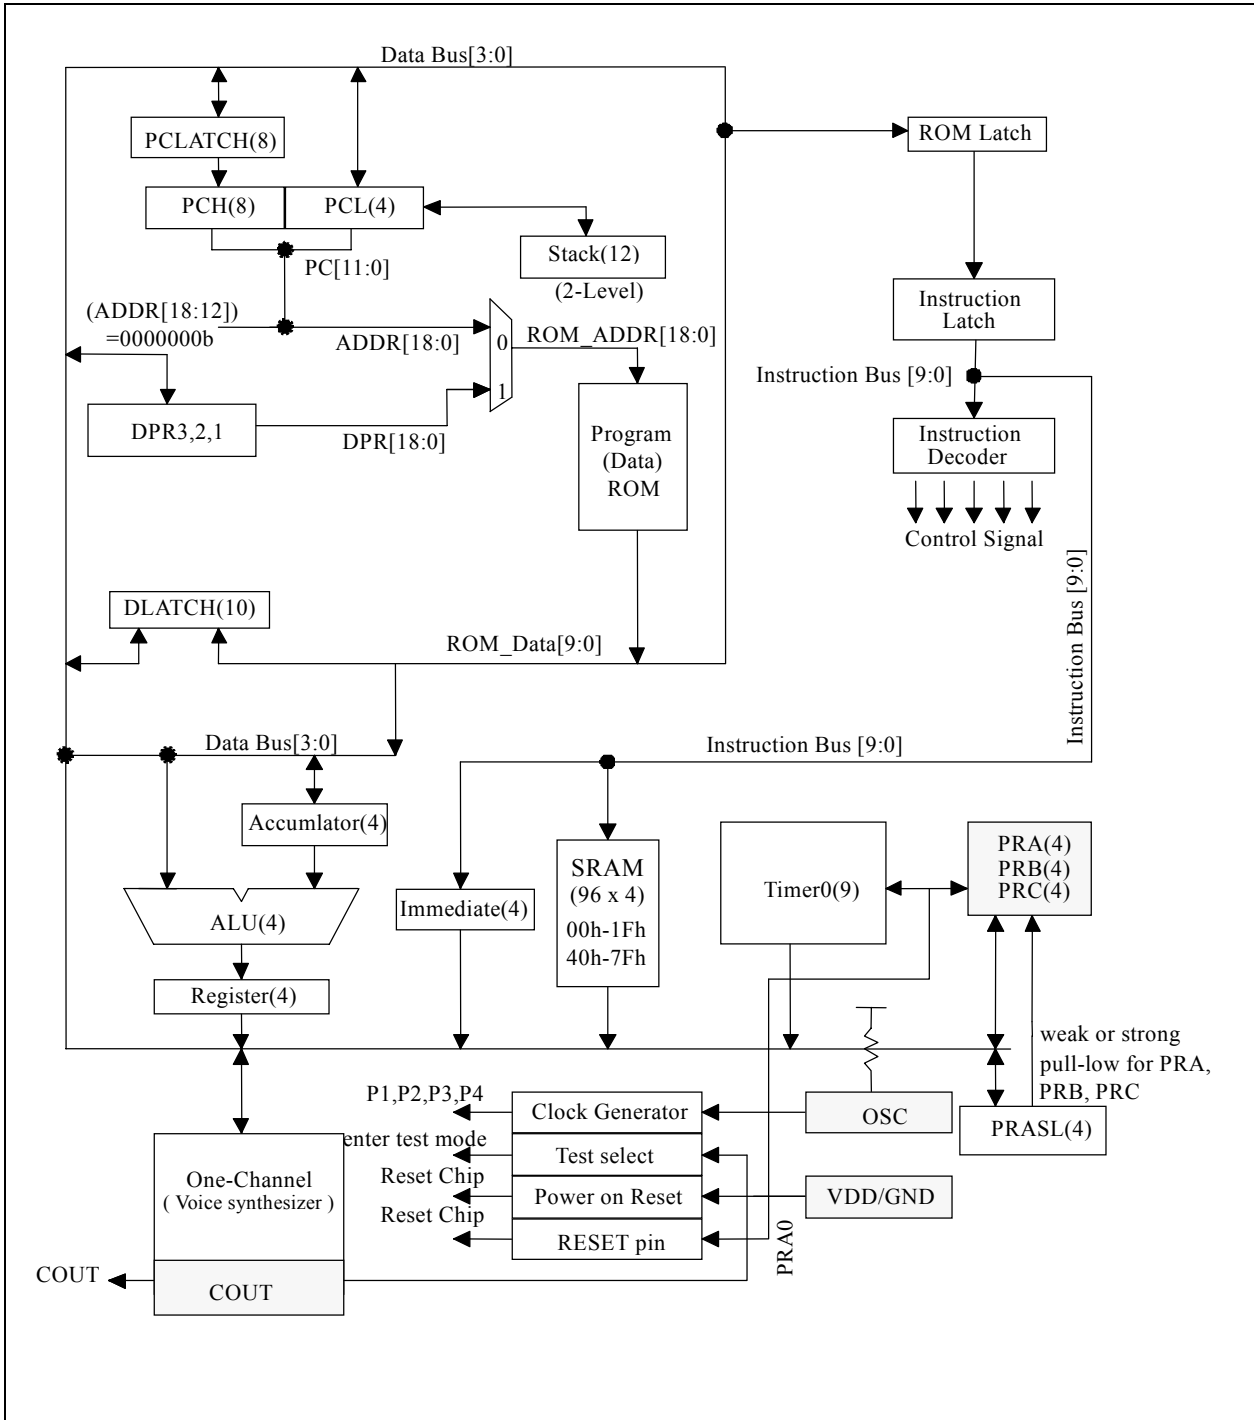 Data Bus[3:0]
PCLATCH(8)
ROM Latch
PCH(8)
PCL(4)
Stack(12)
(2-Level)
PC[11:0]
(ADDR[18:12])
=0000000b
ADDR[18:0]
0
1
ROM_ADDR[18:0]
Instruction
Latch
Instruction Bus [9:0]
DPR3,2,1
DPR[18:0]
Program
(Data)
ROM
Instruction
Decoder
Control Signal
Instruction Bus [9:0]
DLATCH(10)
ROM_Data[9:0]
Data Bus[3:0]
Instruction Bus [9:0]
Accumlator(4)
ALU(4)
Register(4)
Immediate(4)
SRAM
(96 x 4)
00h-1Fh
40h-7Fh
Timer0(9)
PRA(4)
PRB(4)
PRC(4)
weak or strong
pull-low for PRA,
PRB, PRC
PRASL(4)
P1,P2,P3,P4
Clock Generator
OSC
enter test mode
Test select
Reset Chip
Power on Reset
VDD/GND
Reset Chip
RESET pin
PRA0
One-Channel
( Voice synthesizer )
COUT
COUT